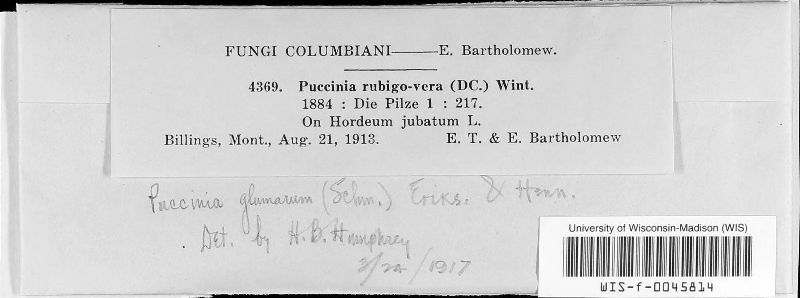 FUNGI COLUMBIANI——E. Bartholomew.
4369. Puccinia rubigo-vera (DC.) Wint.
1884 : Die Pilze 1 : 217.
On Hordeum jubatum L.
Billings, Mont., Aug. 21, 1913. E. T. & E. Bartholomew
Puccinia glumarum (Schm.) Eriks. & Henn.
Det. by H.B. Humphrey
/1917
University of Wisconsin-Madison (WIS)
WIS-f-0045814